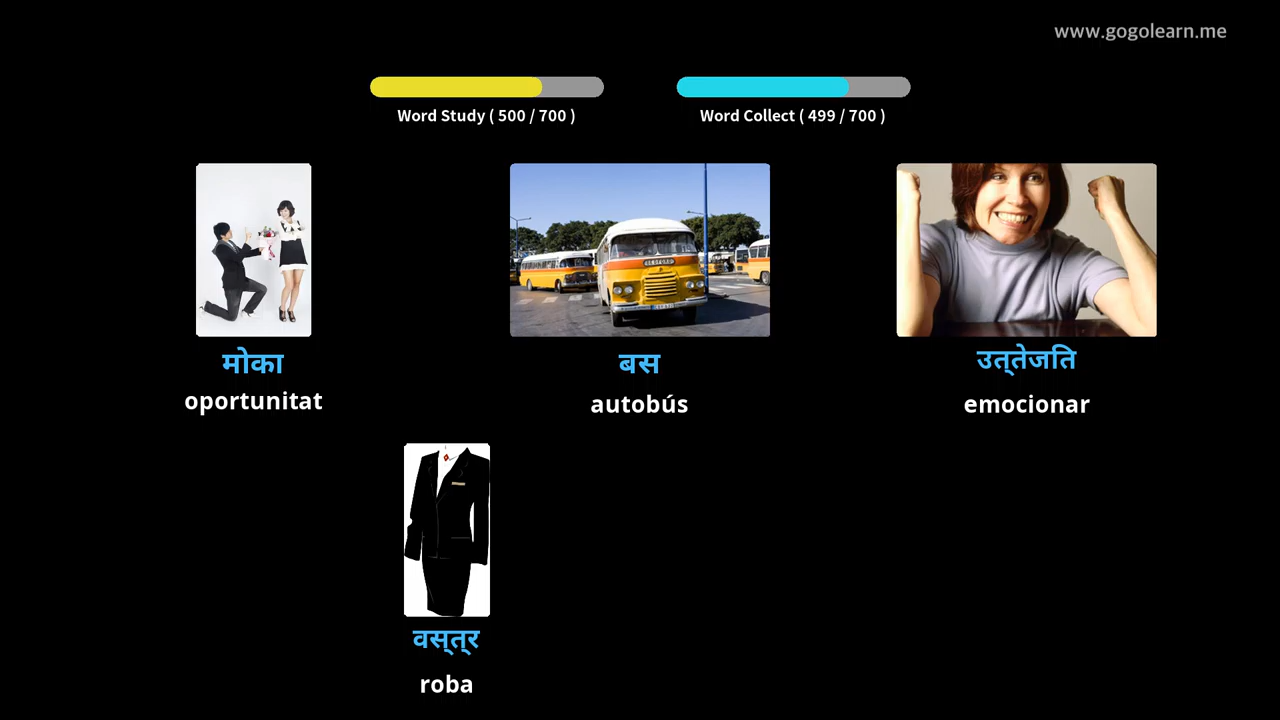 www.gogolearn.me
Word Study ( 500 / 700 )
Word Collect ( 499 / 700 )
मोका
oportunitat
बस
autobús
उत्‌तेजति
emocionar
वस्‌त्‌र
roba